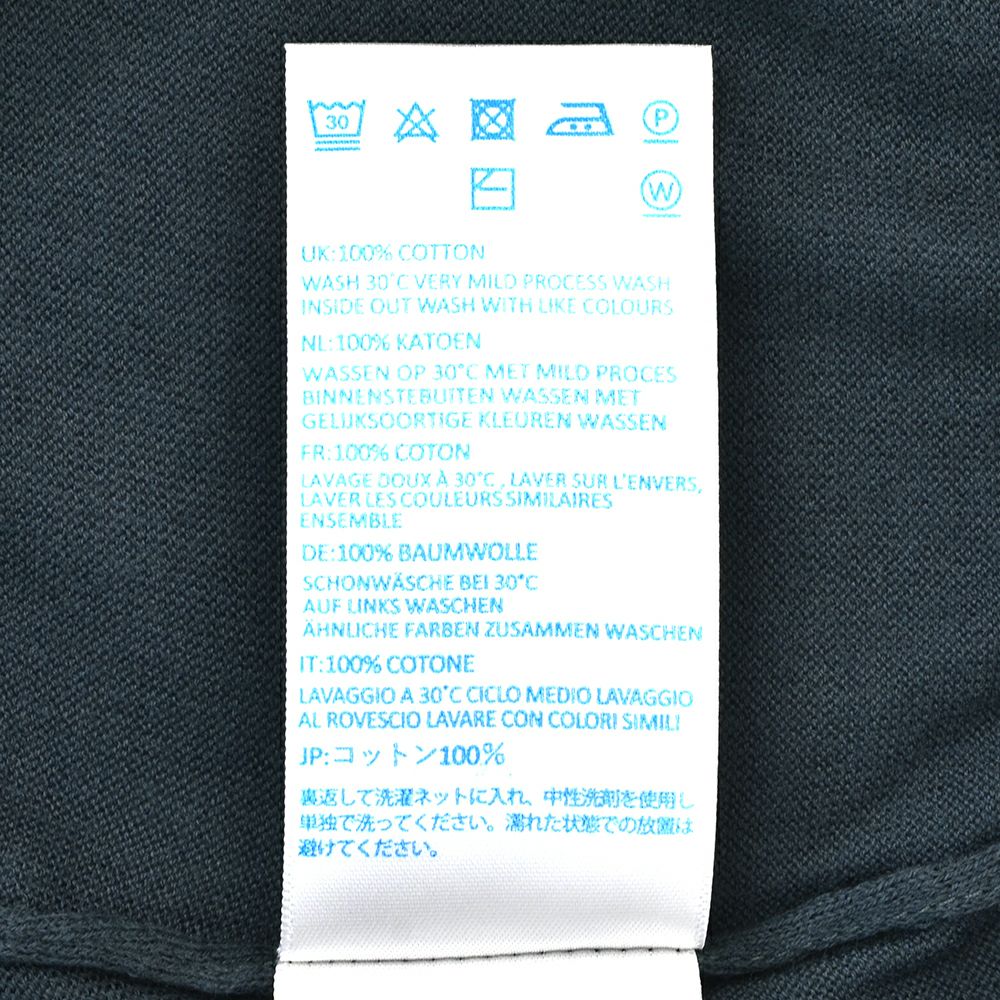 30
P
W
UK:100% COTTON
WASH 30°C VERY MILD PROCESS WASH
INSIDE OUT WASH WITH LIKE COLOURS
NL:100% KATOEN
WASSEN OP 30°C MET MILD PROCES
BINNENSTEBUITEN WASSEN MET
GELIJKSOORTIGE KLEUREN WASSEN
FR:100% COTON
LAVAGE DOUX À 30°C , LAVER SUR L'ENVERS,
LAVER LES COULEURS SIMILAIRES
ENSEMBLE
DE:100% BAUMWOLLE
SCHONWÄSCHE BEI 30°C
AUF LINKS WASCHEN
ÄHNLICHE FARBEN ZUSAMMEN WASCHEN
IT:100% COTONE
LAVAGGIO A 30°C CICLO MEDIO LAVAGGIO
AL ROVESCIO LAVARE CON COLORI SIMILI
JP:コットン100%
裏返して洗濯ネットに入れ、中性洗剤を使用し
単独で洗ってください。濡れた状態での放置は
避けてください。